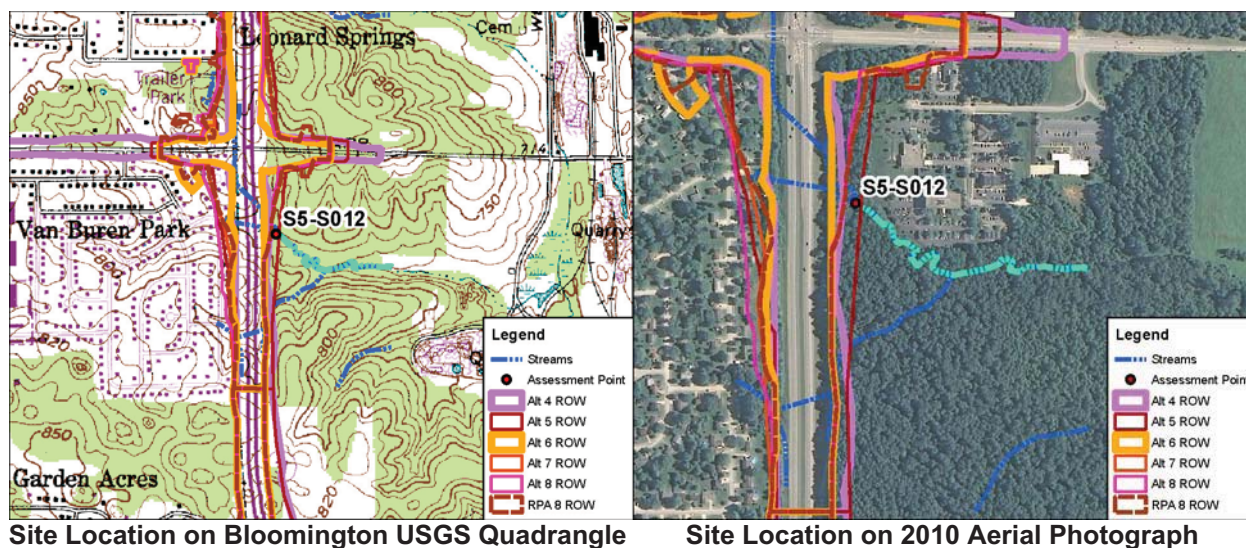 Leonard Springs
Cem
Trailer
Park
850
800
714
S5-S012
Van Buren Park
800
750
Quarry
820
800
850
820
Garden Acres
Legend
Streams
Assessment Point
Alt 4 ROW
Alt 5 ROW
Alt 6 ROW
Alt 7 ROW
Alt 8 ROW
RPA 8 ROW
Site Location on Bloomington USGS Quadrangle
S5-S012
Legend
Streams
Assessment Point
Alt 4 ROW
Alt 5 ROW
Alt 6 ROW
Alt 7 ROW
Alt 8 ROW
RPA 8 ROW
Site Location on 2010 Aerial Photograph